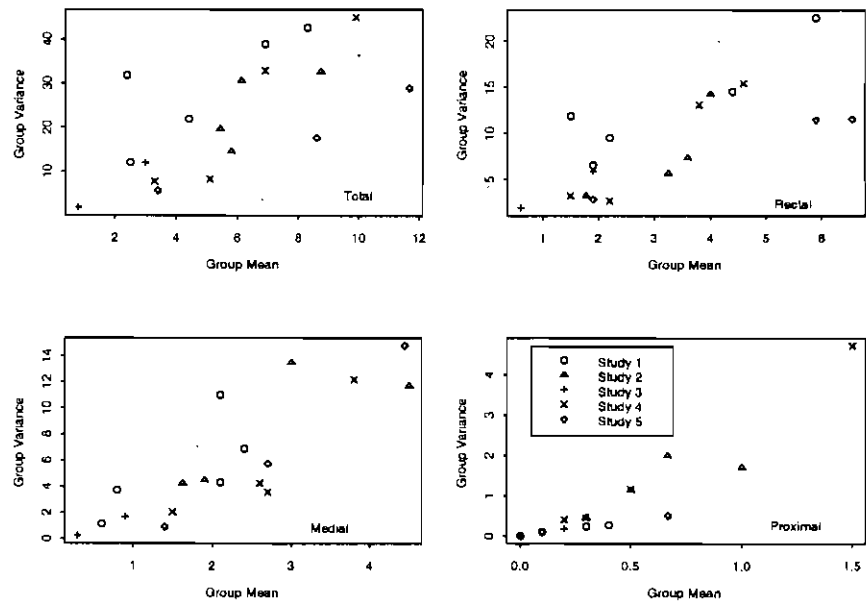 Group Variance
40
30
20
10
Total
2 4 6 8 10 12
Group Mean
Group Variance
20
15
10
5
Rectal
1 2 3 4 5 6
Group Mean
Group Variance
14
12
10
8
6
4
2
0
Medial
1 2 3 4
Group Mean
Group Variance
5
4
3
2
1
0
Study 1
Study 2
Study 3
Study 4
Study 5
Proximal
0.0 0.5 1.0 1.5
Group Mean